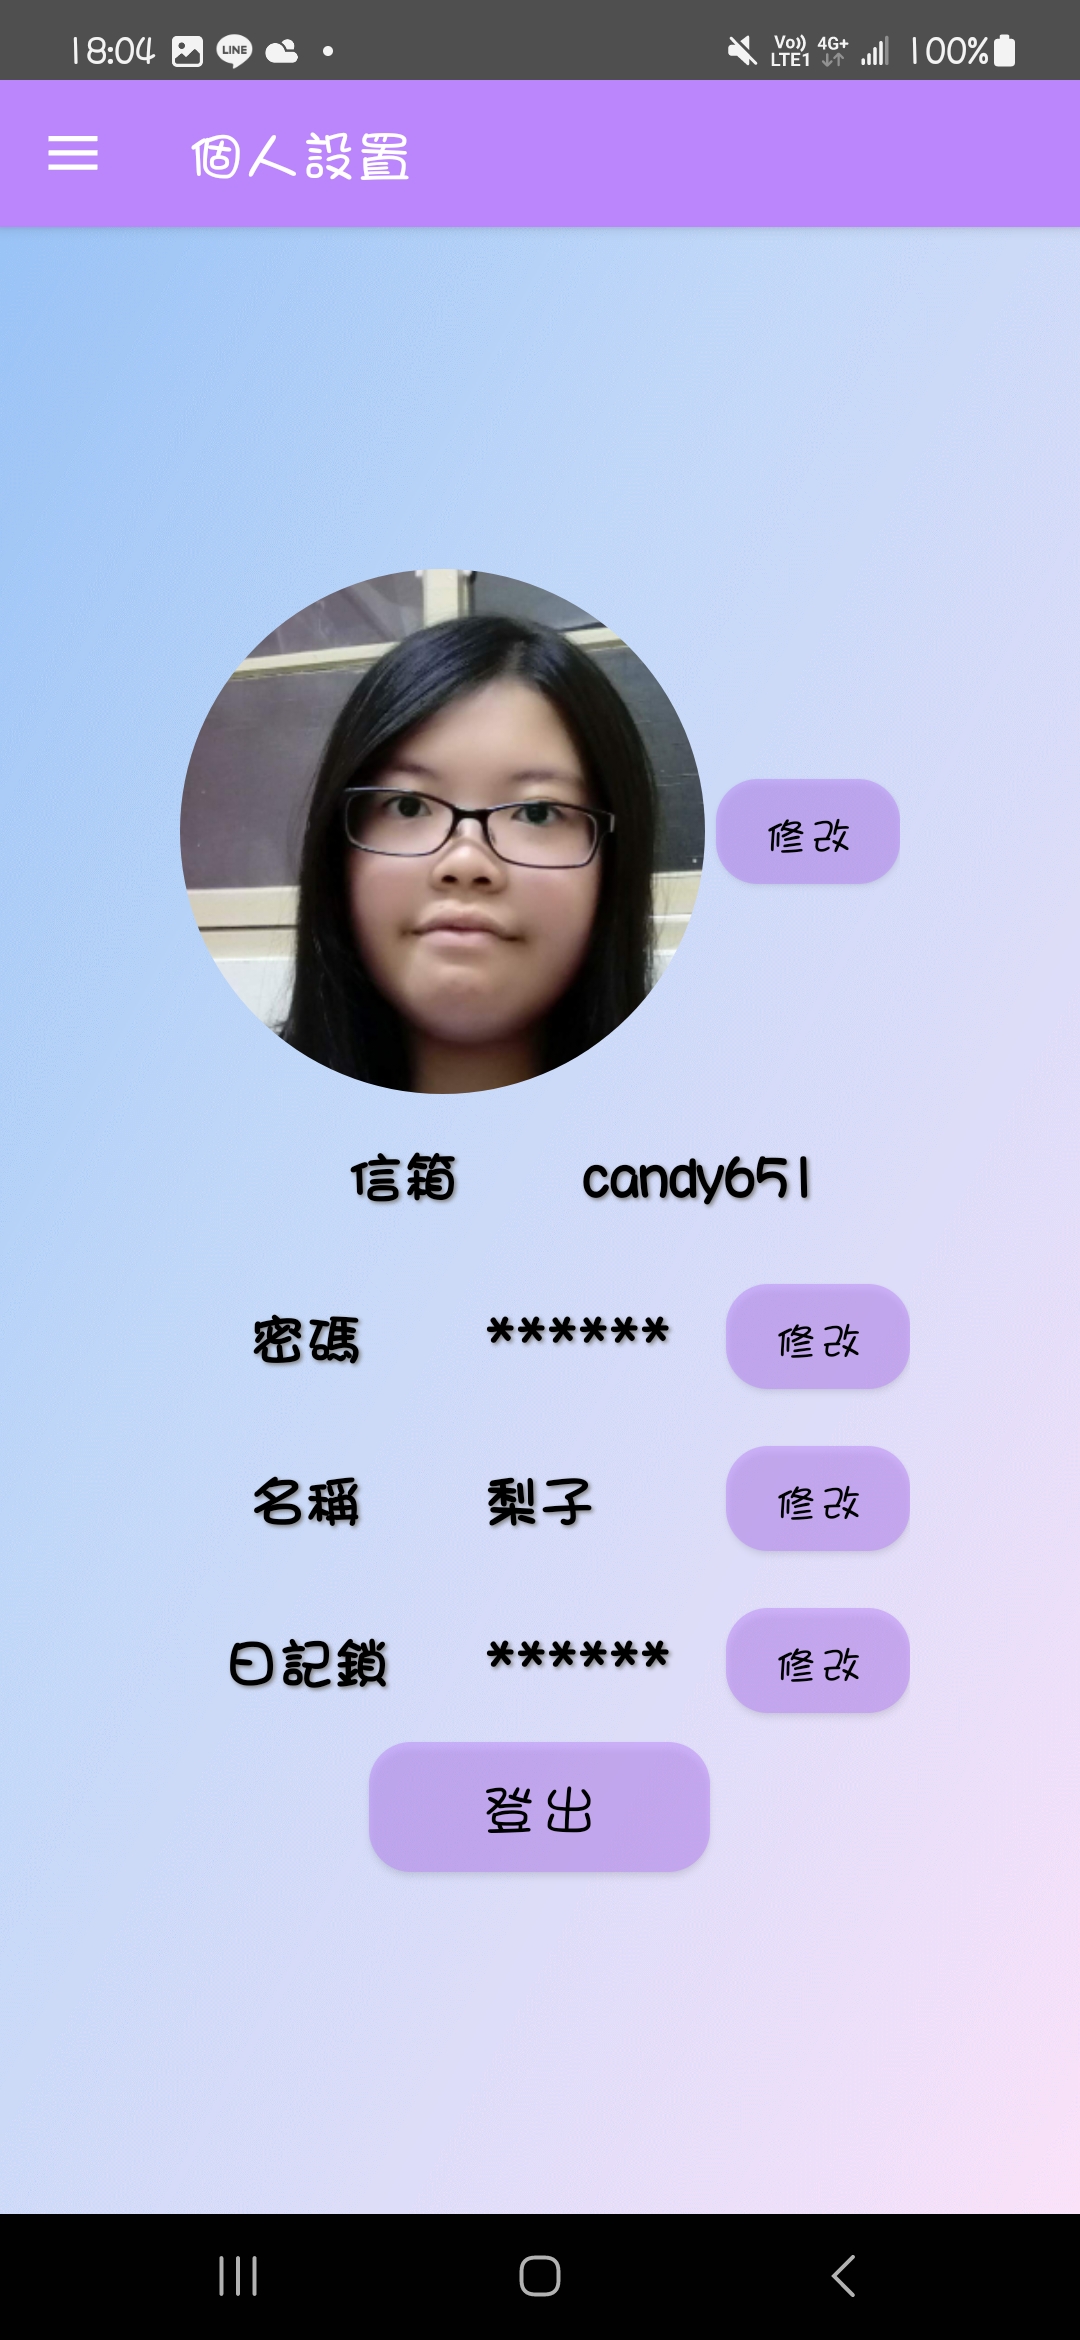 18:04 LINE Vo)) LTE1 4G+ 100%
個人設置
修改
信箱 candy651
密碼 ****** 修改
名稱 梨子 修改
日記鎖 ****** 修改
登出